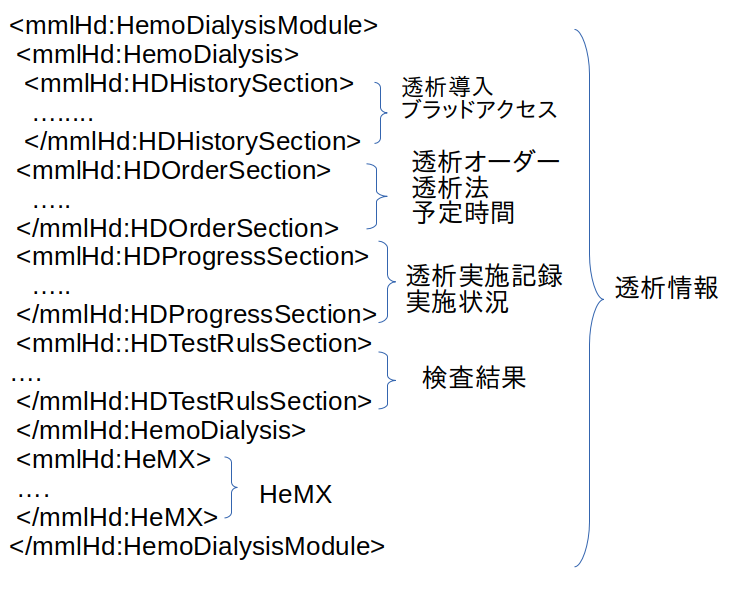 <mmlHd:HemoDialysisModule>
<mmlHd:HemoDialysis>
<mmlHd:HDHistorySection>
透析導入
ブラッドアクセス
…......
</mmlHd:HDHistorySection>
<mmlHd:HDOrderSection>
透析オーダー
透析法
予定時間
…..
</mmlHd:HDOrderSection>
<mmlHd:HDProgressSection>
透析実施記録
実施状況
…..
</mmlHd:HDProgressSection>
<mmlHd::HDTestRulsSection>
….
検査結果
</mmlHd:HDTestRulsSection>
</mmlHd:HemoDialysis>
<mmlHd:HeMX>
….
HeMX
</mmlHd:HeMX>
</mmlHd:HemoDialysisModule>
透析情報